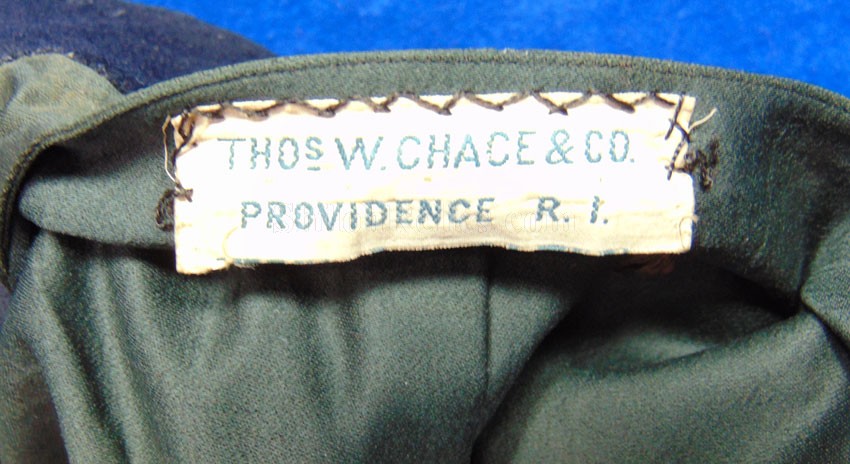 THOS W. CHACE & CO.
PROVIDENCE R. I.